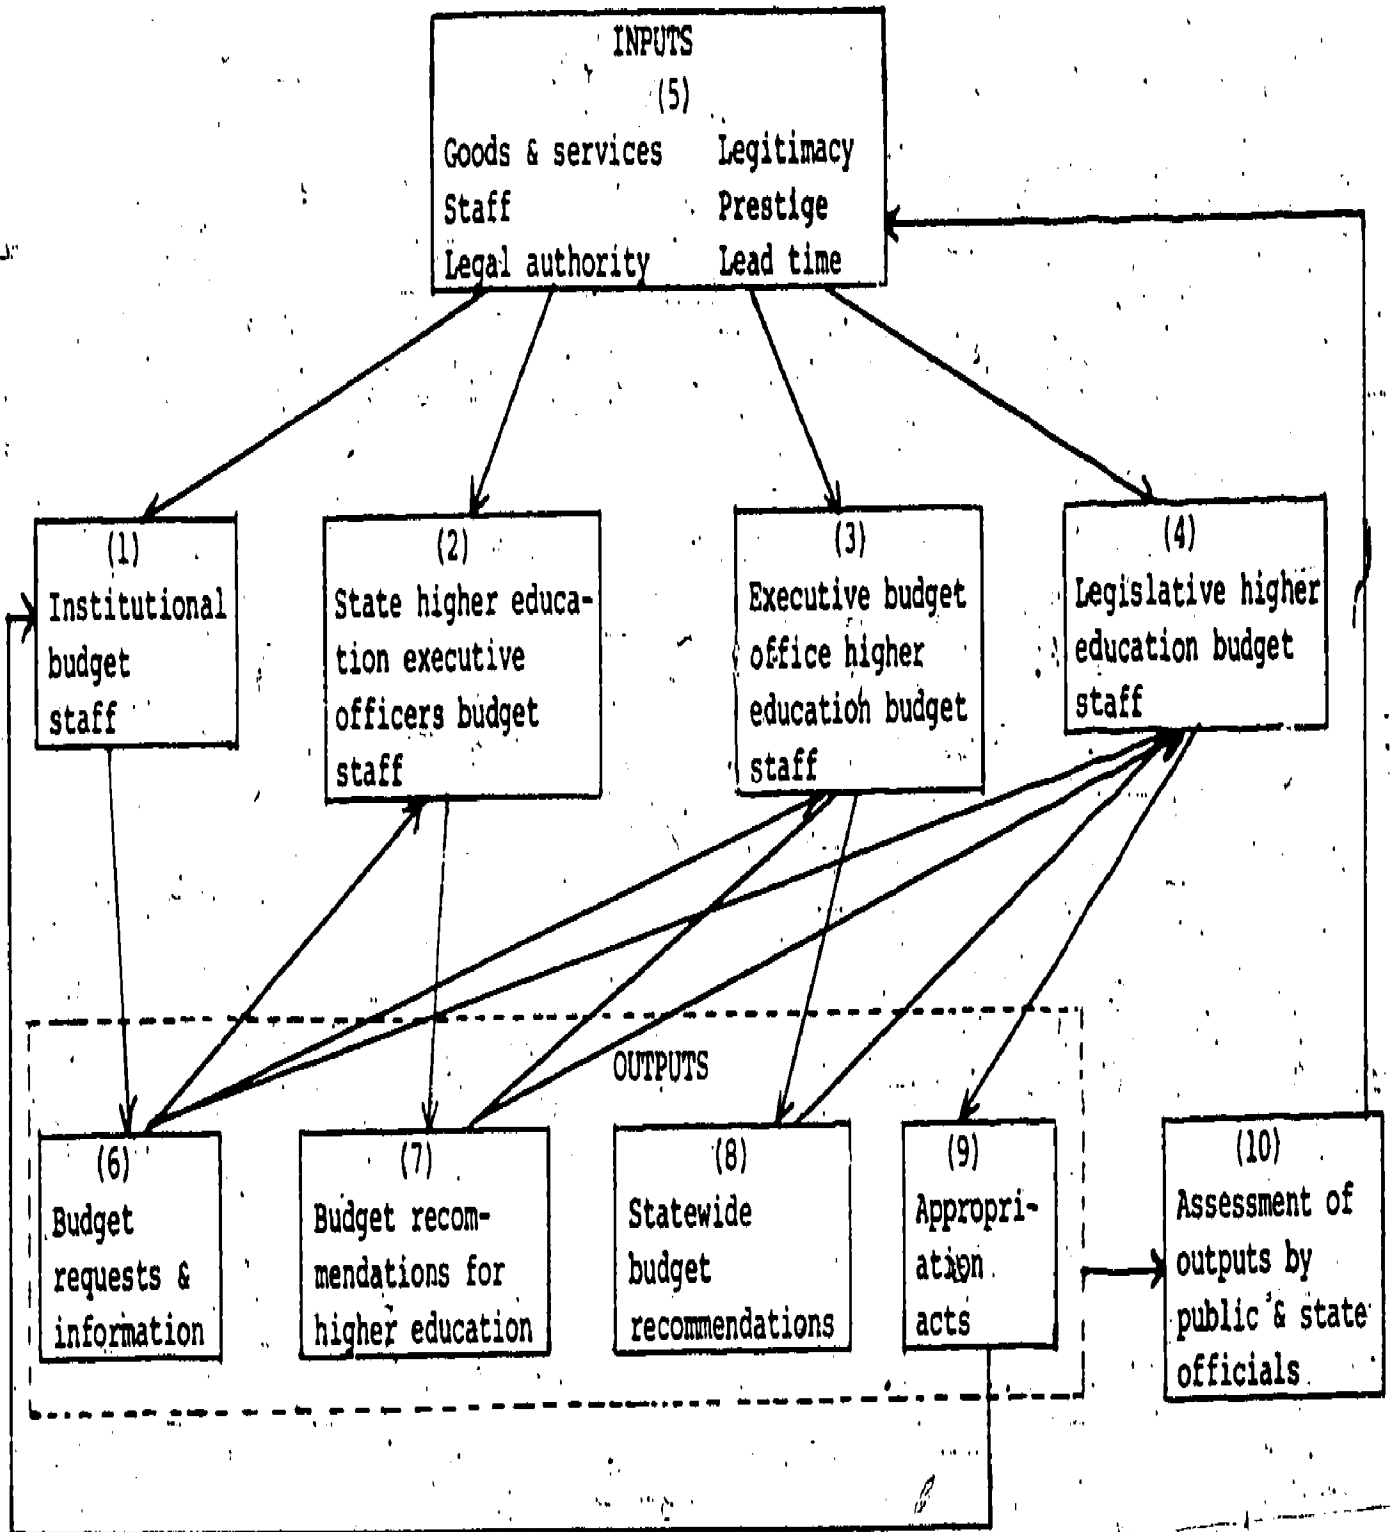 INPUTS
(5)
Goods & services Legitimacy
Staff Prestige
Legal authority Lead time
(1)
Institutional
budget
staff
(2)
State higher educa-
tion executive
officers budget
staff
(3)
Executive budget
office higher
education budget
staff
(4)
Legislative higher
education budget
staff
OUTPUTS
(6)
Budget
requests &
information
(7)
Budget recom-
mendations for
higher education
(8)
Statewide
budget
recommendations
(9)
Appropri-
ation
acts
(10)
Assessment of
outputs by
public & state
officials